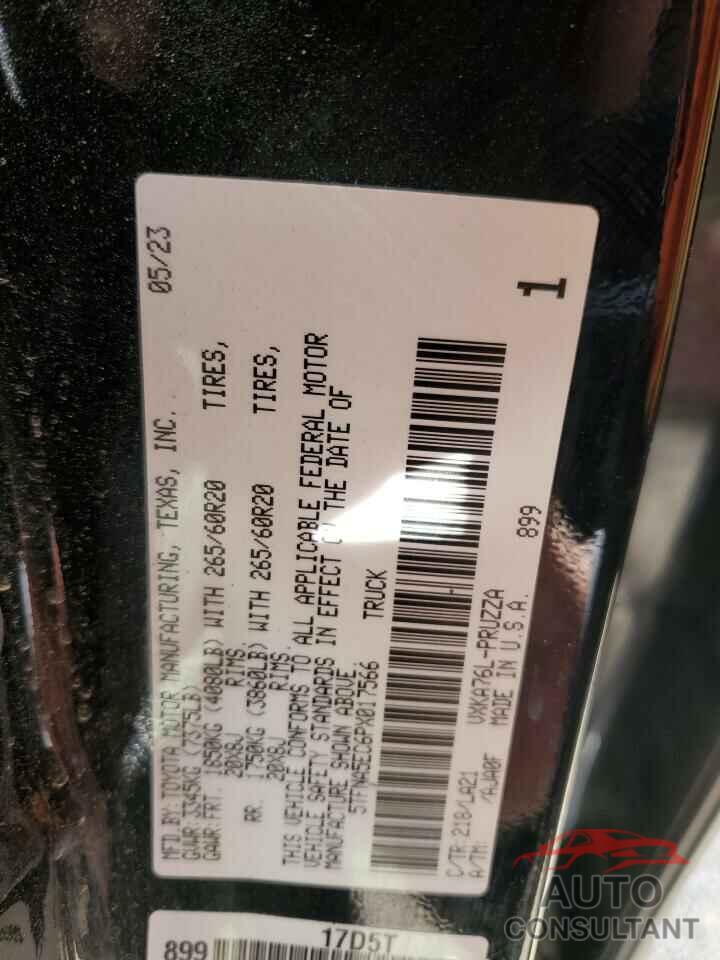 MFD.BY: TOYOTA MOTOR MANUFACTURING, TEXAS, INC. 05/23
GVWR: 3345KG (7375LB)
GAWR: FRT. 1850KG (4080LB) WITH 265/60R20 TIRES,
20X8J RIMS.
RR. 1750KG (3860LB) WITH 265/60R20 TIRES,
20X8J RIMS.
THIS VEHICLE CONFORMS TO ALL APPLICABLE FEDERAL MOTOR
VEHICLE SAFETY STANDARDS IN EFFECT THE DATE OF
MANUFACTURE SHOWN ABOVE.
5TFNA5EC6PX017566 TRUCK
C/TR: 218/LA21 VXKA76L-PRUZZA 899 1
A/TM: /AJA0F MADE IN U.S.A.
899 17D5T
AUTO
CONSULTANT